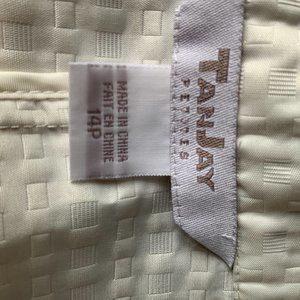 TANJAY
PETITES
MADE IN CHINA
FAIT EN CHINE
14P